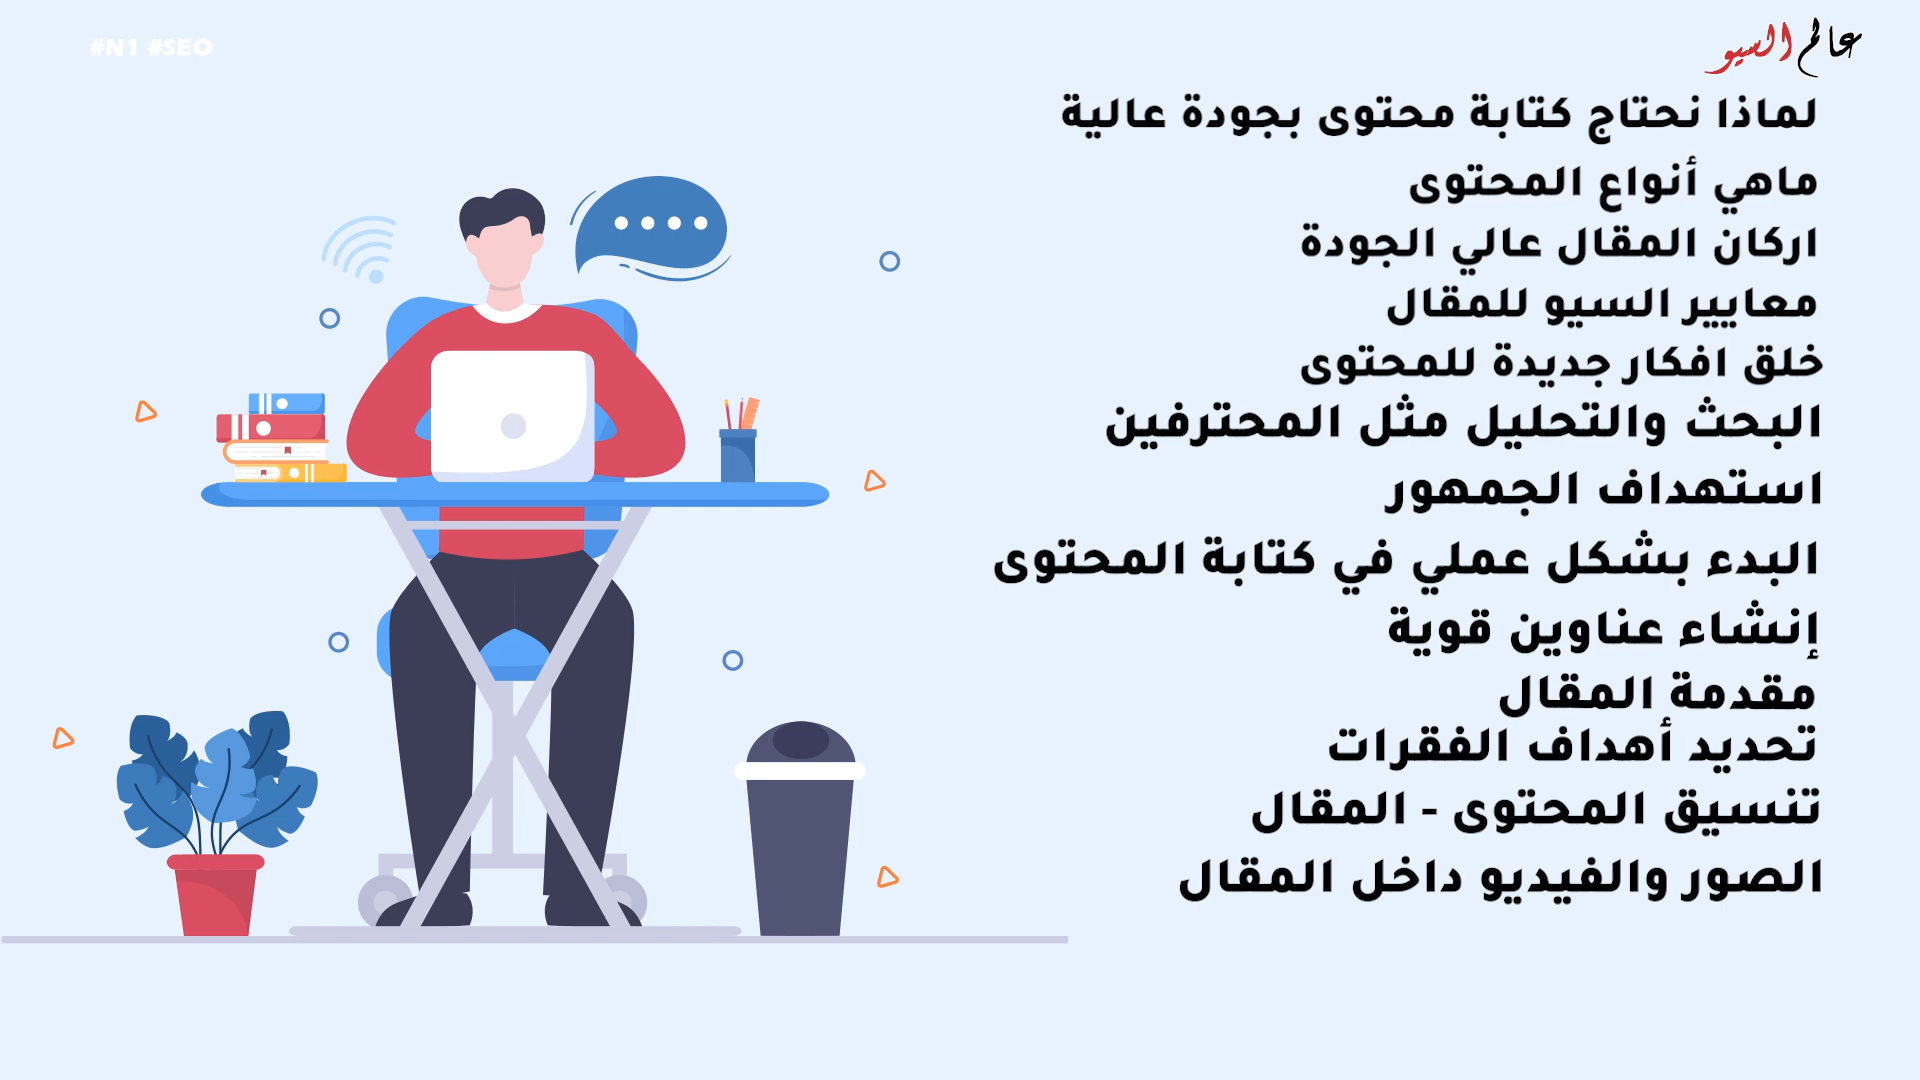 #N1 #SEO
عالم السيو
لماذا نحتاج كتابة محتوى بجودة عالية
ماهي أنواع المحتوى
اركان المقال عالي الجودة
معايير السيو للمقال
خلق افكار جديدة للمحتوى
البحث والتحليل مثل المحترفين
استهداف الجمهور
البدء بشكل عملي في كتابة المحتوى
إنشاء عناوين قوية
مقدمة المقال
تحديد أهداف الفقرات
تنسيق المحتوى - المقال
الصور والفيديو داخل المقال